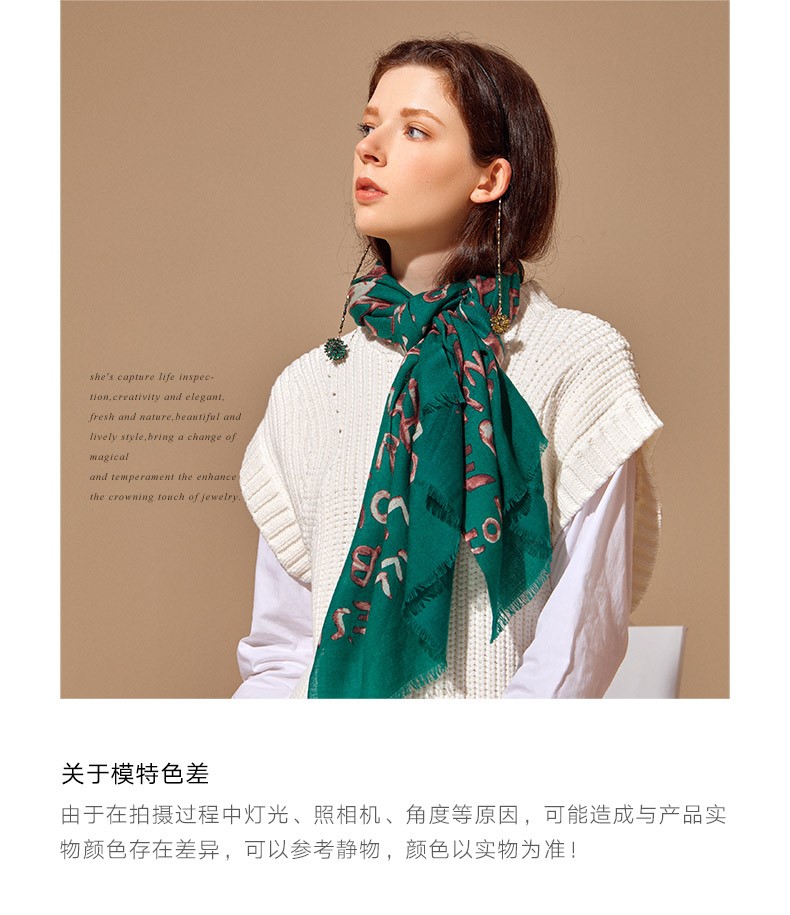 she's capture life inspec-
tion,creativity and elegant,
fresh and nature,beautiful and
lively style,bring a change of
magical
and temperament the enhance
the crowning touch of jewelry.
关于模特色差
由于在拍摄过程中灯光、照相机、角度等原因，可能造成与产品实
物颜色存在差异，可以参考静物，颜色以实物为准！